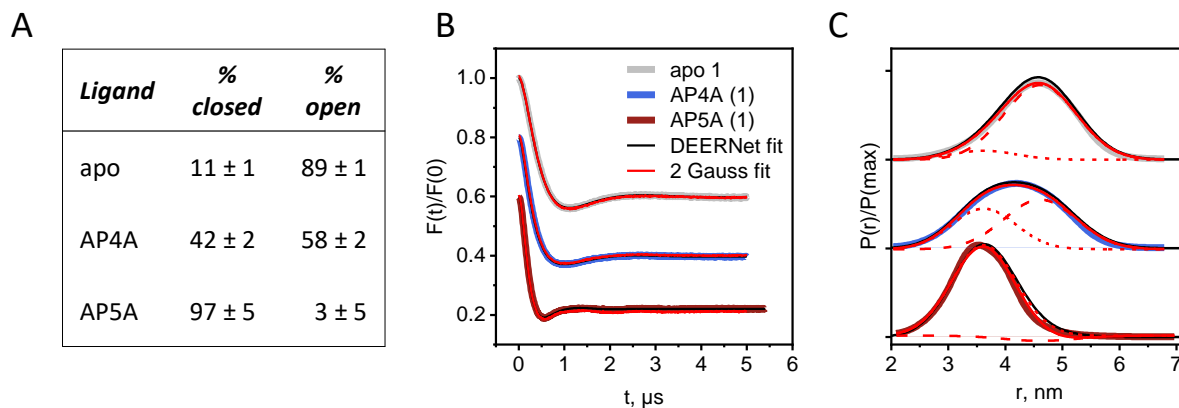 A
Ligand % closed % open
apo 11 ± 1 89 ± 1
AP4A 42 ± 2 58 ± 2
AP5A 97 ± 5 3 ± 5
B
apo 1
AP4A (1)
AP5A (1)
DEERNet fit
2 Gauss fit
F(t)/F(0)
1.0
0.8
0.6
0.4
0.2
0 1 2 3 4 5 6
t, µs
C
P(r)/P(max)
2 3 4 5 6 7
r, nm